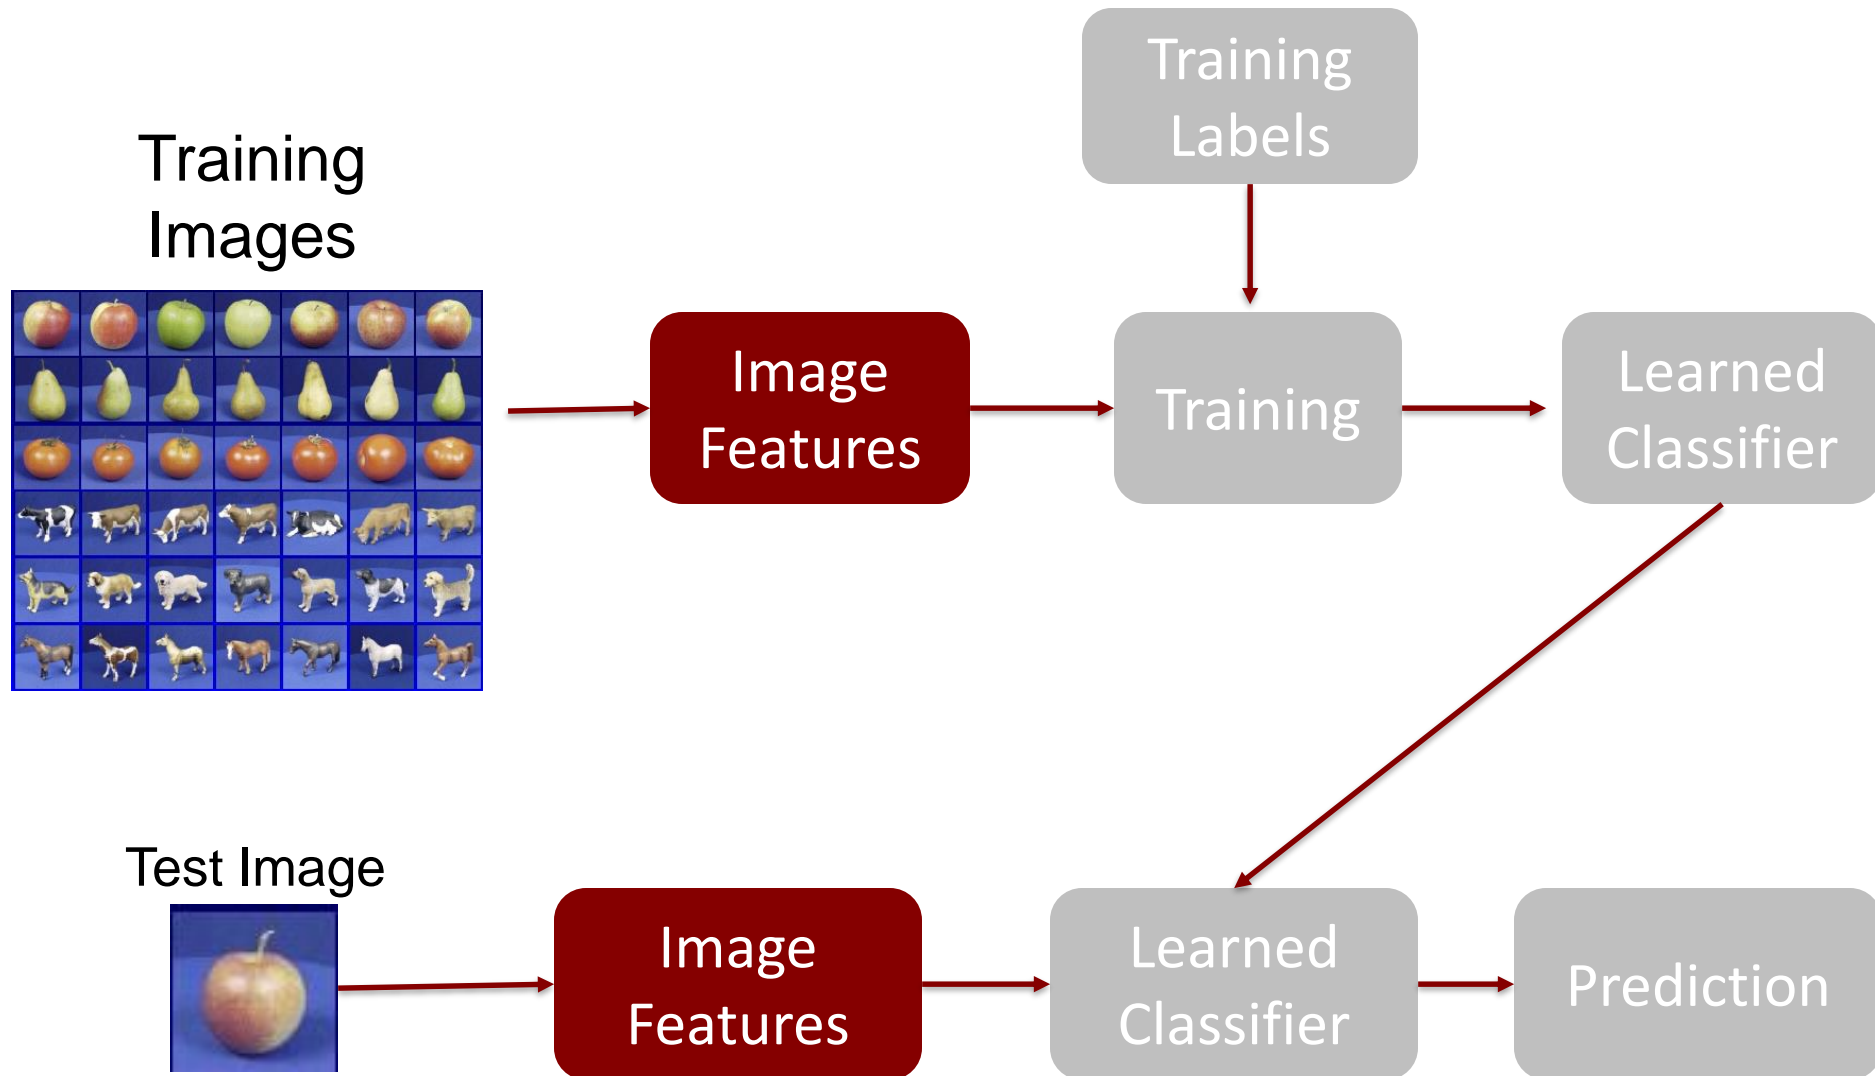 Training
Labels
Training
Images
Image
Features
Training
Learned
Classifier
Test Image
Image
Features
Learned
Classifier
Prediction